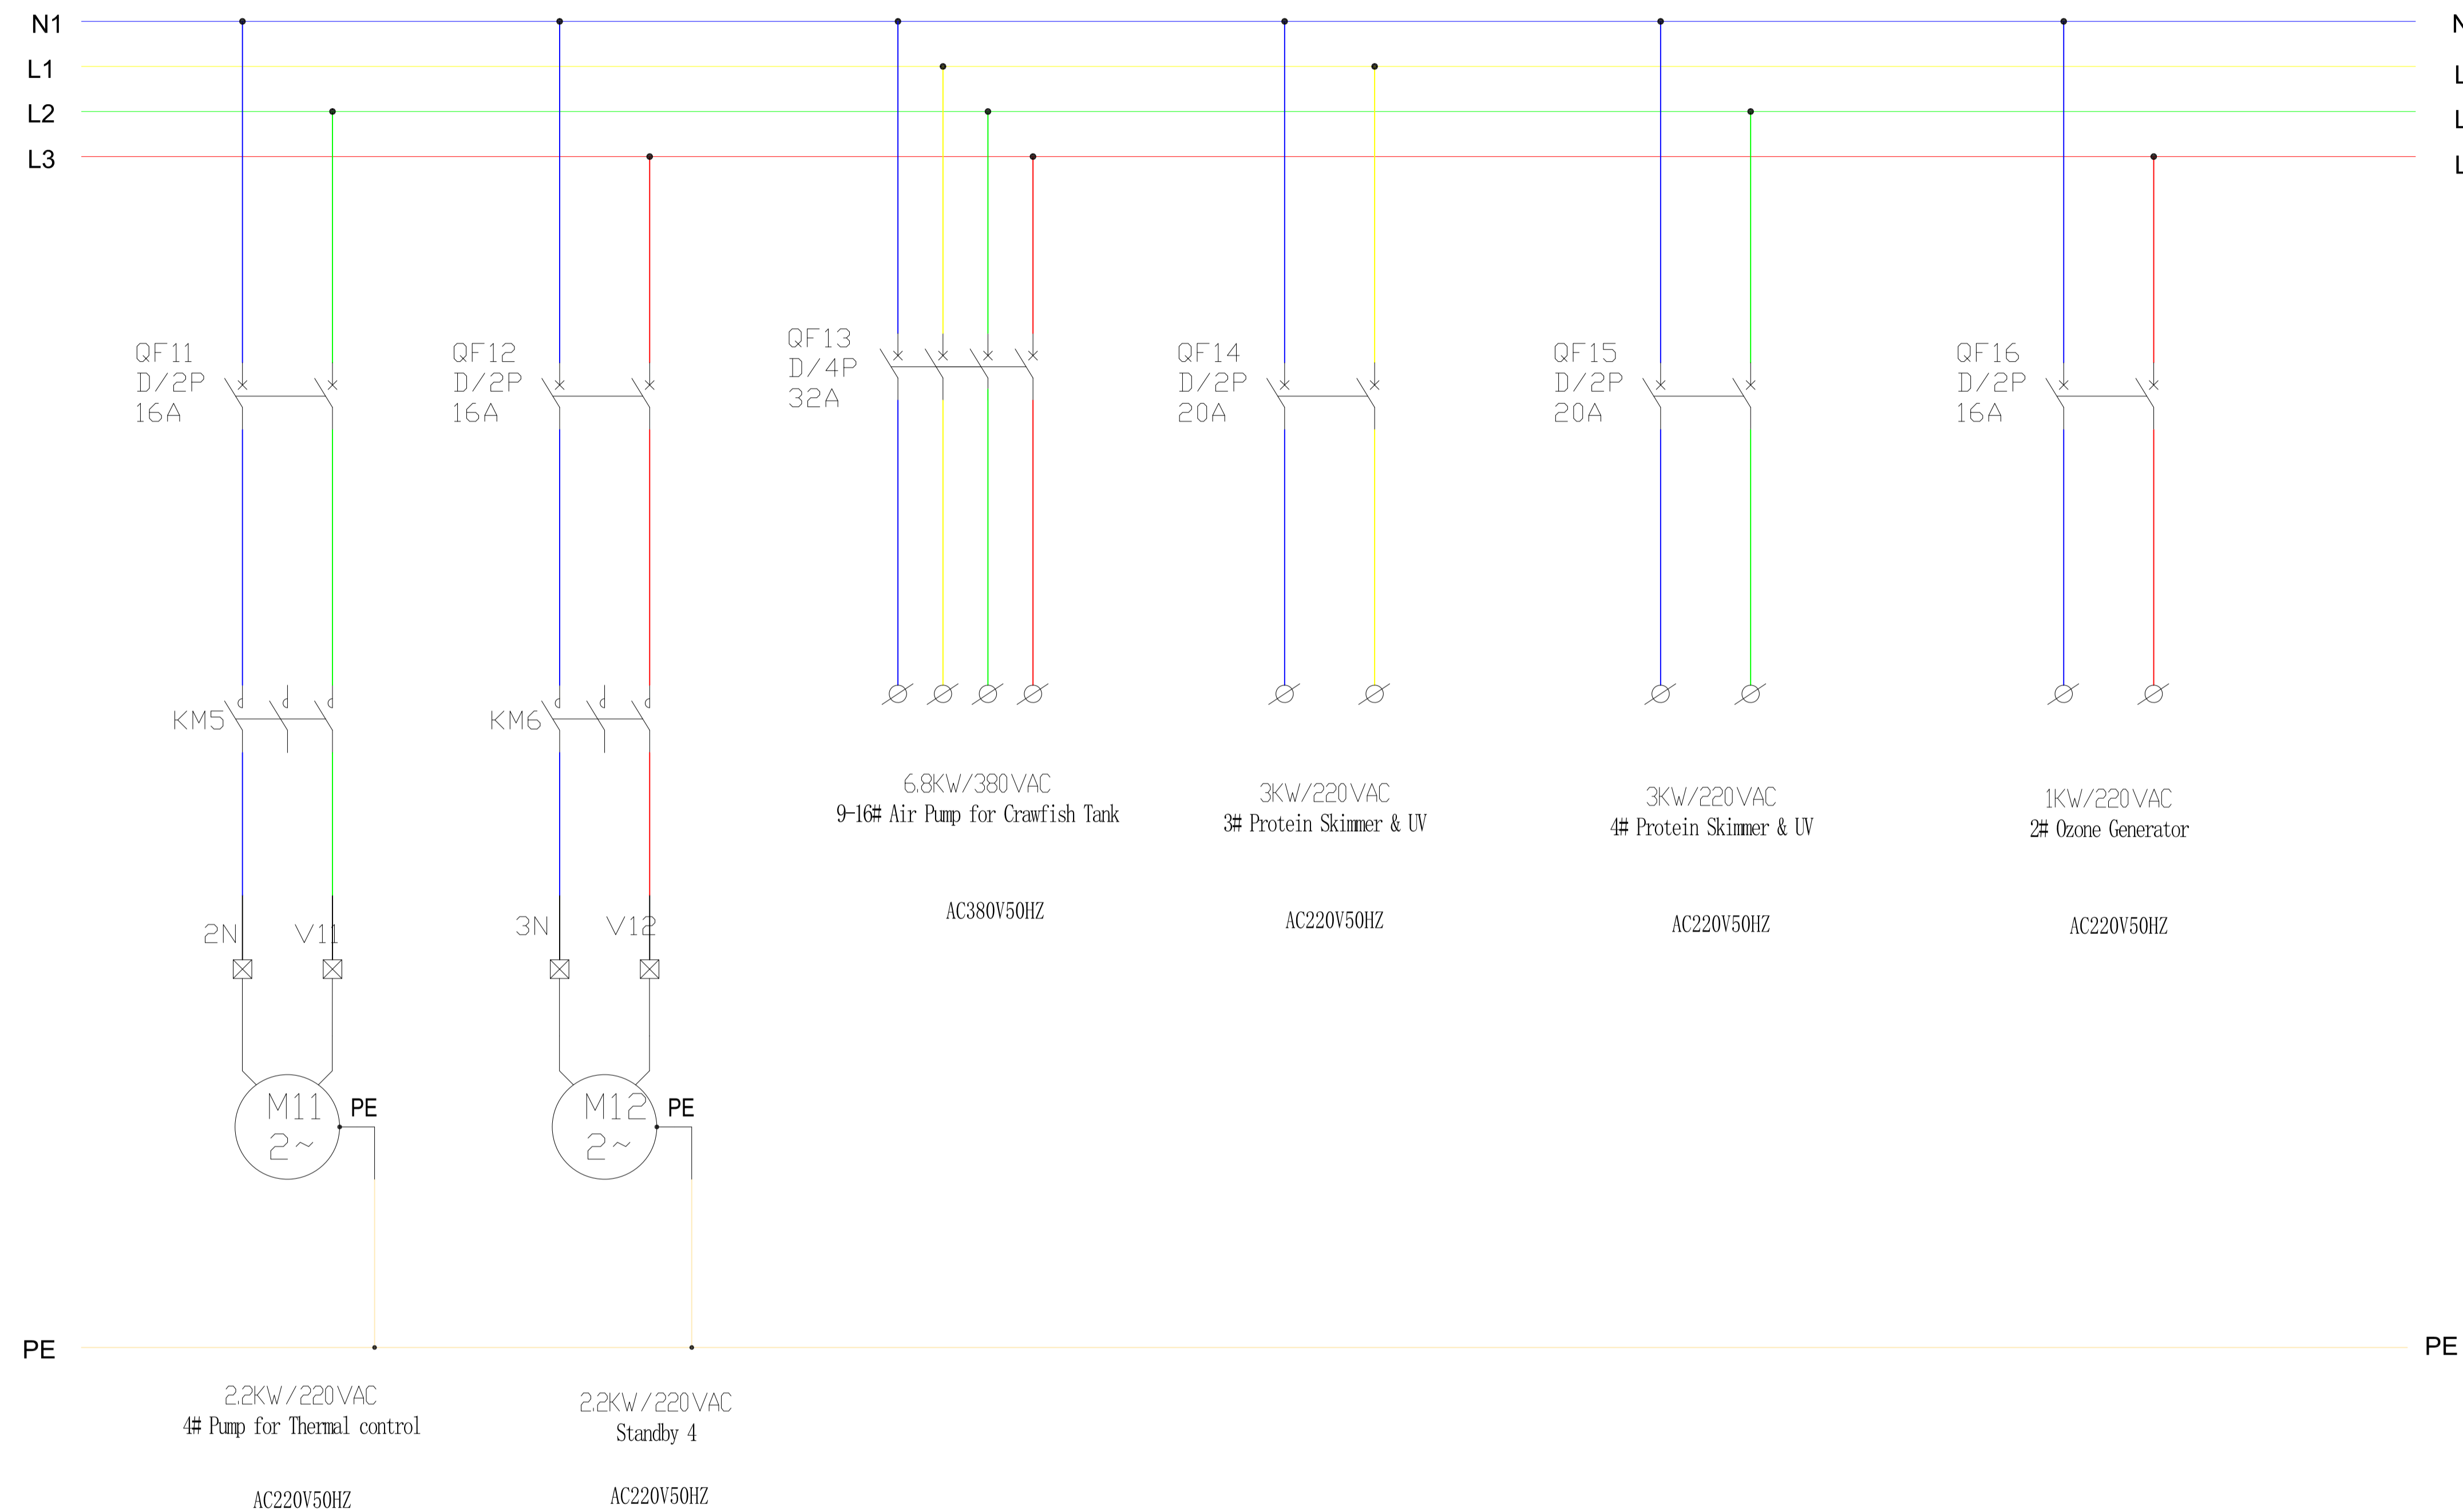 N1
L1
L2
L3
QF11
D/2P
16A
QF12
D/2P
16A
QF13
D/4P
32A
QF14
D/2P
20A
QF15
D/2P
20A
QF16
D/2P
16A
KM5
KM6
6.8KW/380VAC
9-16# Air Pump for Crawfish Tank
AC380V50HZ
3KW/220VAC
3# Protein Skimmer & UV
AC220V50HZ
3KW/220VAC
4# Protein Skimmer & UV
AC220V50HZ
1KW/220VAC
2# Ozone Generator
AC220V50HZ
2N
V11
3N
V12
M11
2~
PE
M12
2~
PE
PE
PE
2.2KW/220VAC
4# Pump for Thermal control
AC220V50HZ
2.2KW/220VAC
Standby 4
AC220V50HZ